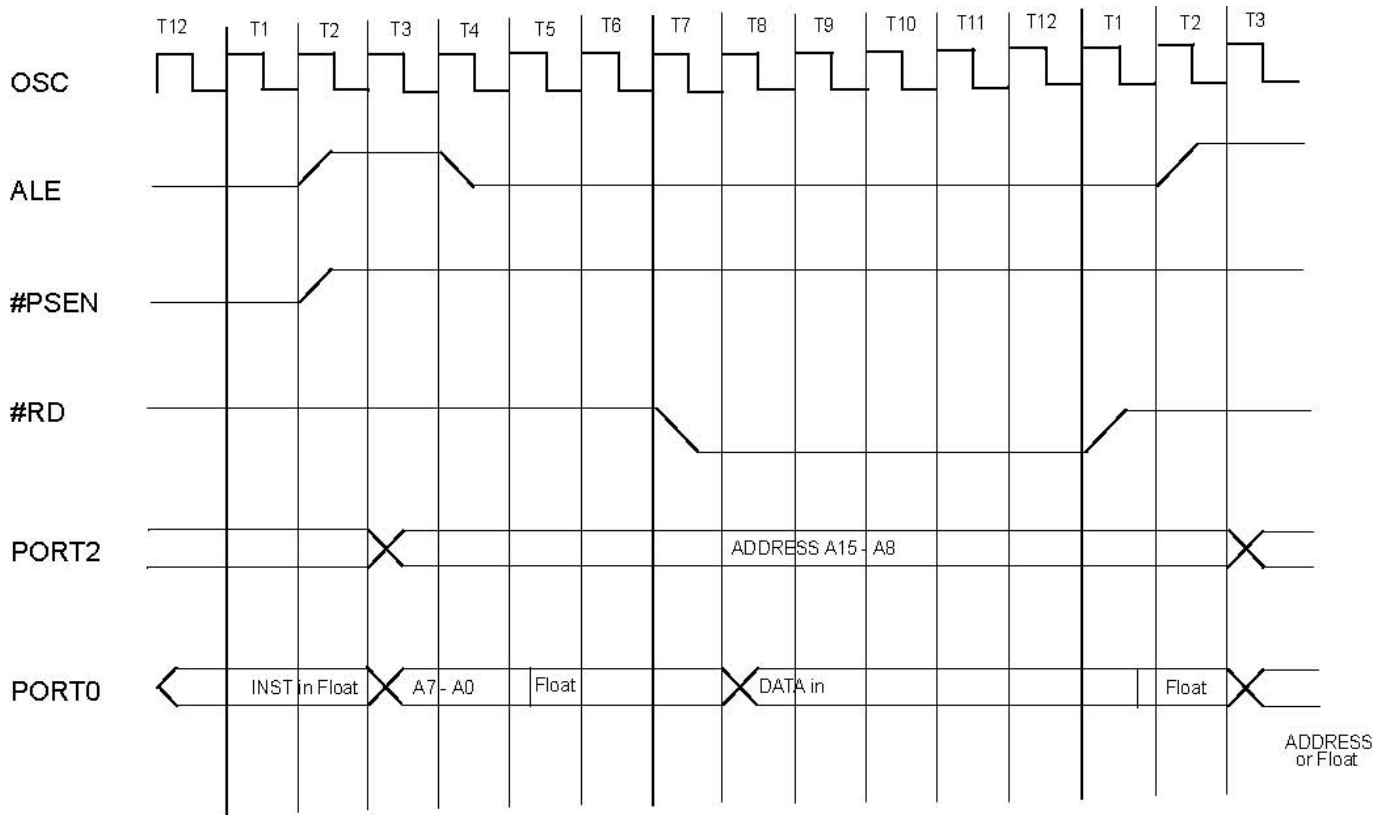 T12 T1 T2 T3 T4 T5 T6 T7 T8 T9 T10 T11 T12 T1 T2 T3
OSC
ALE
#PSEN
#RD
PORT2 ADDRESS A15 - A8
PORT0 INST in Float A7 - A0 Float DATA in Float
ADDRESS
or Float